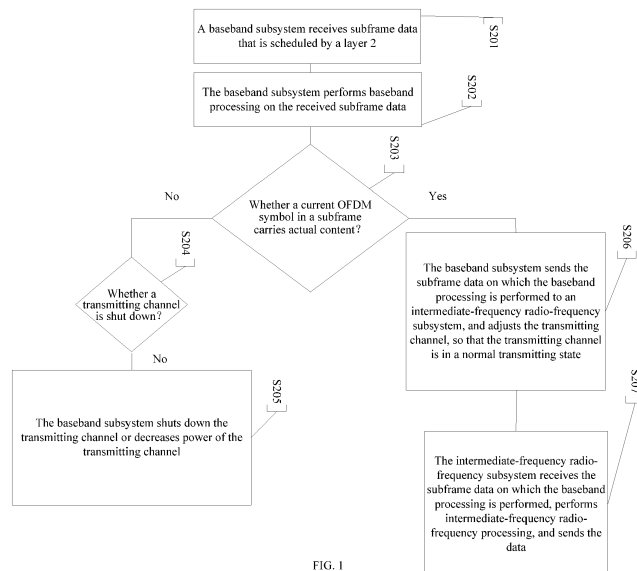 A baseband subsystem receives subframe data
that is scheduled by a layer 2
S201
The baseband subsystem performs baseband
processing on the received subframe data
S202
S203
Whether a current OFDM
symbol in a subframe
carries actual content?
No
Yes
S204
Whether a
transmitting channel
is shut down?
No
S205
The baseband subsystem shuts down the
transmitting channel or decreases power of the
transmitting channel
S206
The baseband subsystem sends the
subframe data on which the baseband
processing is performed to an
intermediate-frequency radio-frequency
subsystem, and adjusts the transmitting
channel, so that the transmitting channel
is in a normal transmitting state
S207
The intermediate-frequency radio-
frequency subsystem receives the
subframe data on which the baseband
processing is performed, performs
intermediate-frequency radio-
frequency processing, and sends the
data
FIG. 1